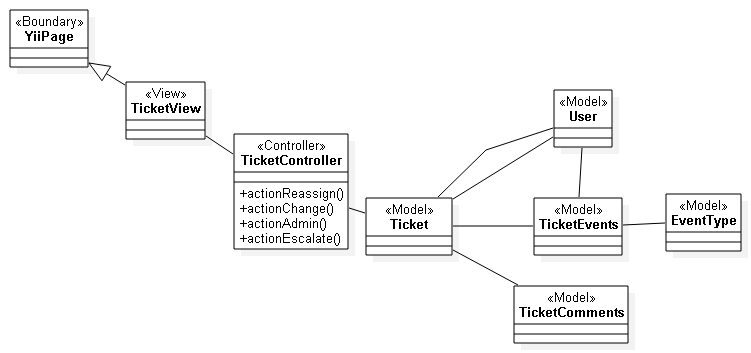 «Boundary»
YiiPage
«View»
TicketView
«Controller»
TicketController
+actionReassign()
+actionChange()
+actionAdmin()
+actionEscalate()
«Model»
Ticket
«Model»
User
«Model»
TicketEvents
«Model»
EventType
«Model»
TicketComments